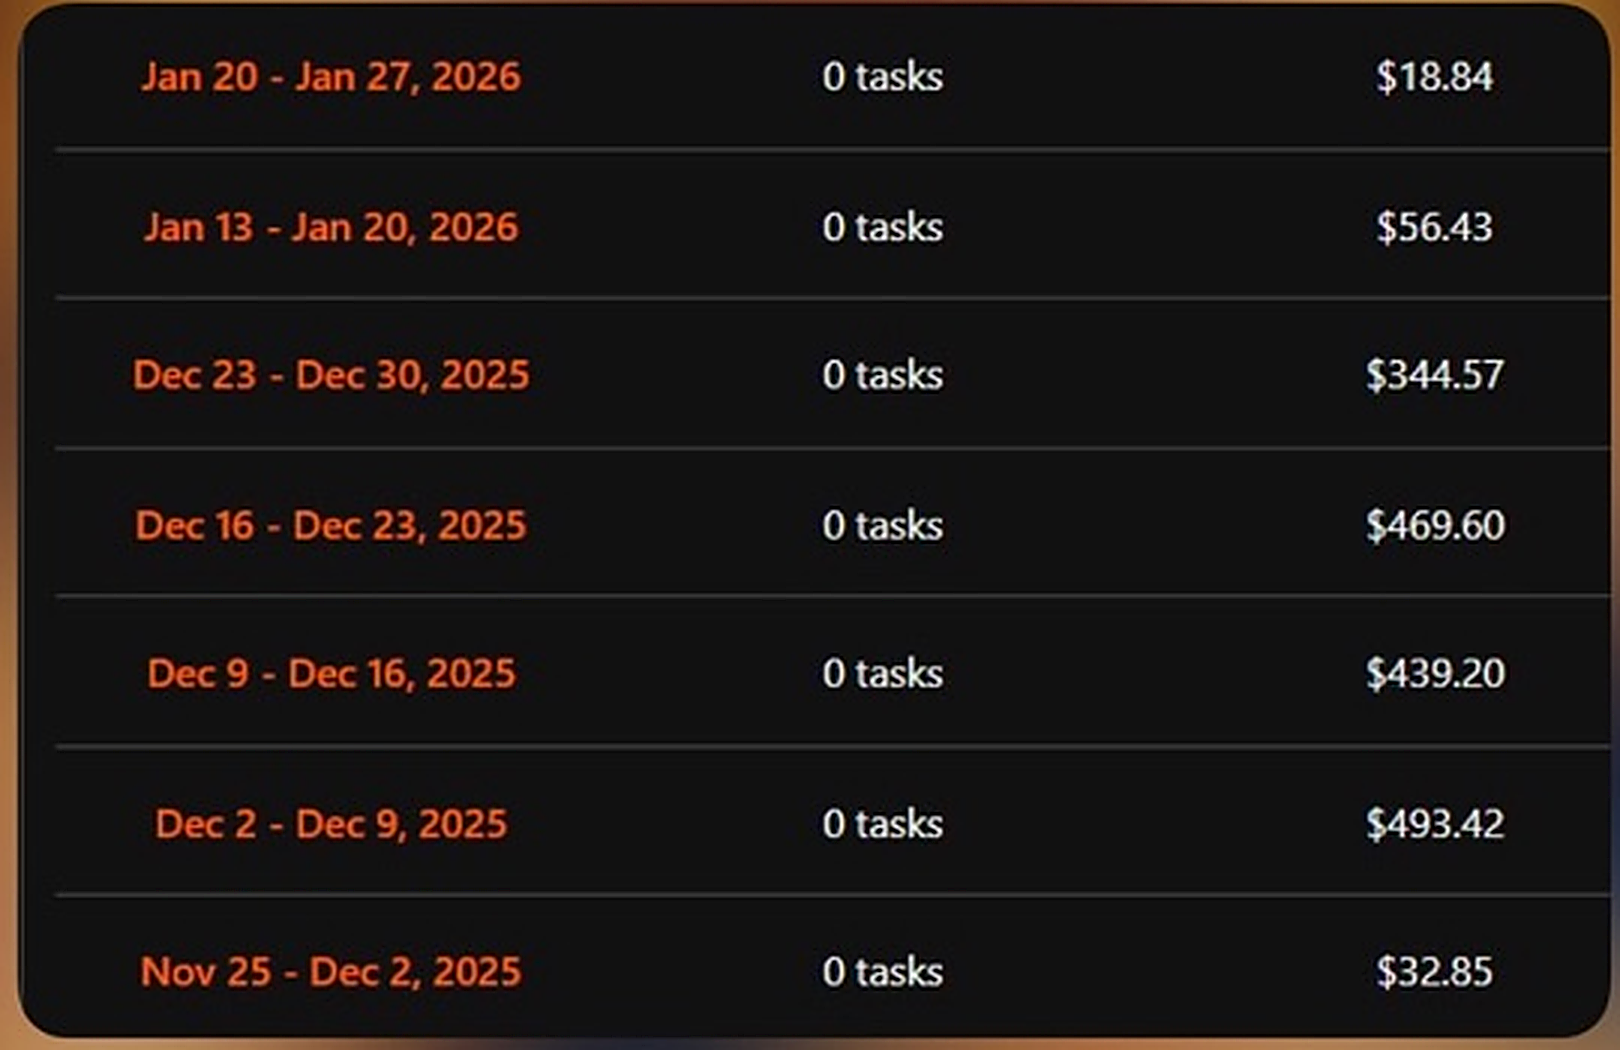 Jan 20 - Jan 27, 2026 0 tasks $18.84
Jan 13 - Jan 20, 2026 0 tasks $56.43
Dec 23 - Dec 30, 2025 0 tasks $344.57
Dec 16 - Dec 23, 2025 0 tasks $469.60
Dec 9 - Dec 16, 2025 0 tasks $439.20
Dec 2 - Dec 9, 2025 0 tasks $493.42
Nov 25 - Dec 2, 2025 0 tasks $32.85